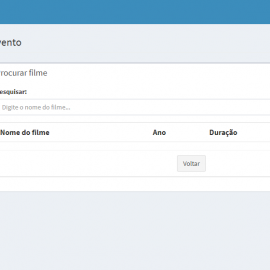 vento
rocurar filme
esquisar:
Digite o nome do filme...
Nome do filme Ano Duração
Voltar